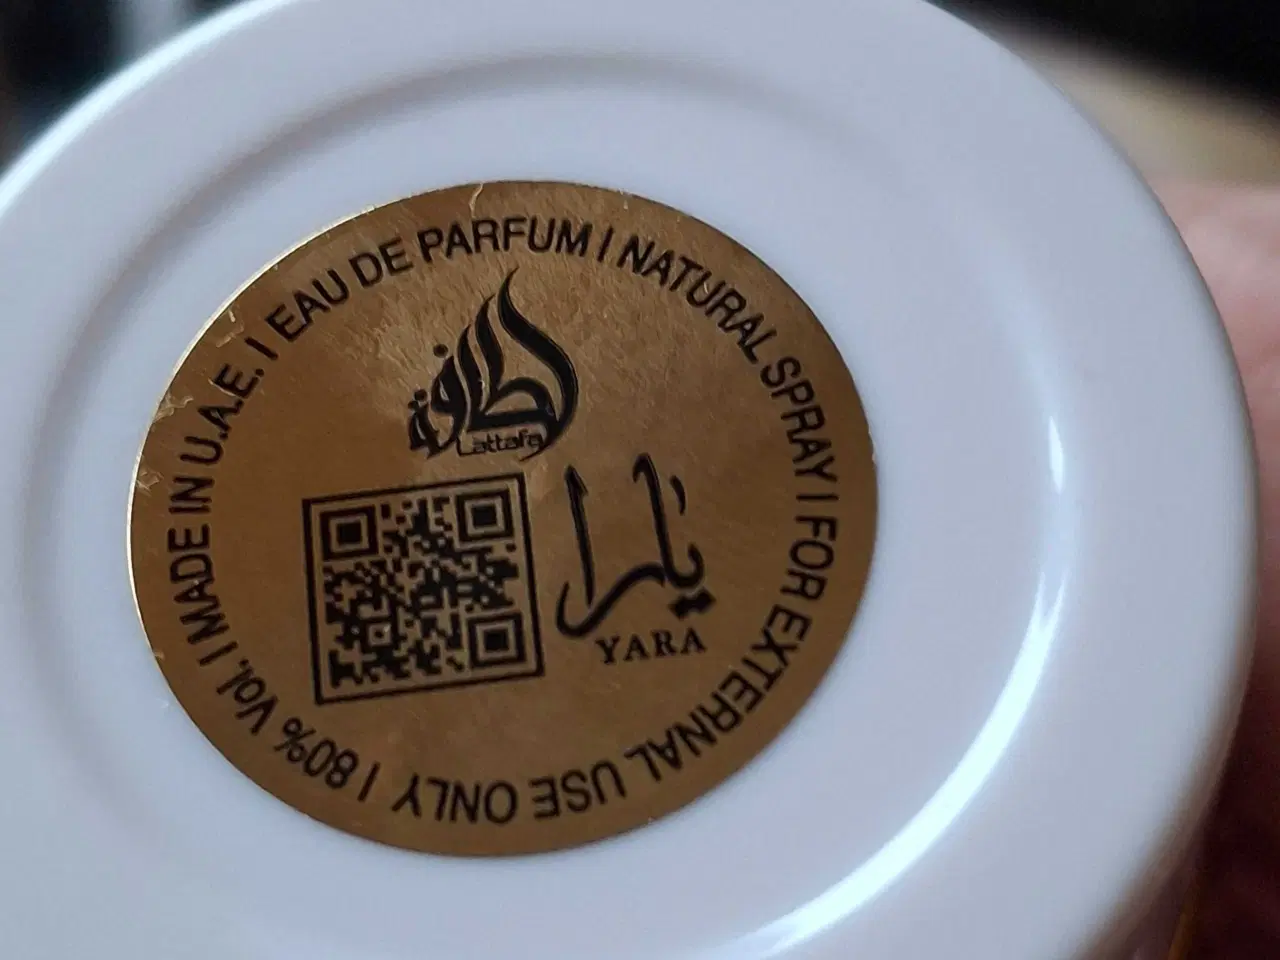 EAU DE PARFUM | NATURAL SPRAY | FOR EXTERNAL USE ONLY | 80% Vol. | MADE IN U.A.E. |
لطافة
Lattafa
يارا
YARA